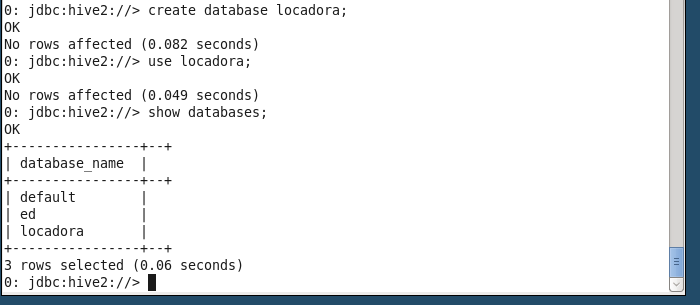 0: jdbc:hive2://> create database locadora;
OK
No rows affected (0.082 seconds)
0: jdbc:hive2://> use locadora;
OK
No rows affected (0.049 seconds)
0: jdbc:hive2://> show databases;
OK
+----------------+--+
| database_name  |
+----------------+--+
| default        |
| ed             |
| locadora       |
+----------------+--+
3 rows selected (0.06 seconds)
0: jdbc:hive2://>